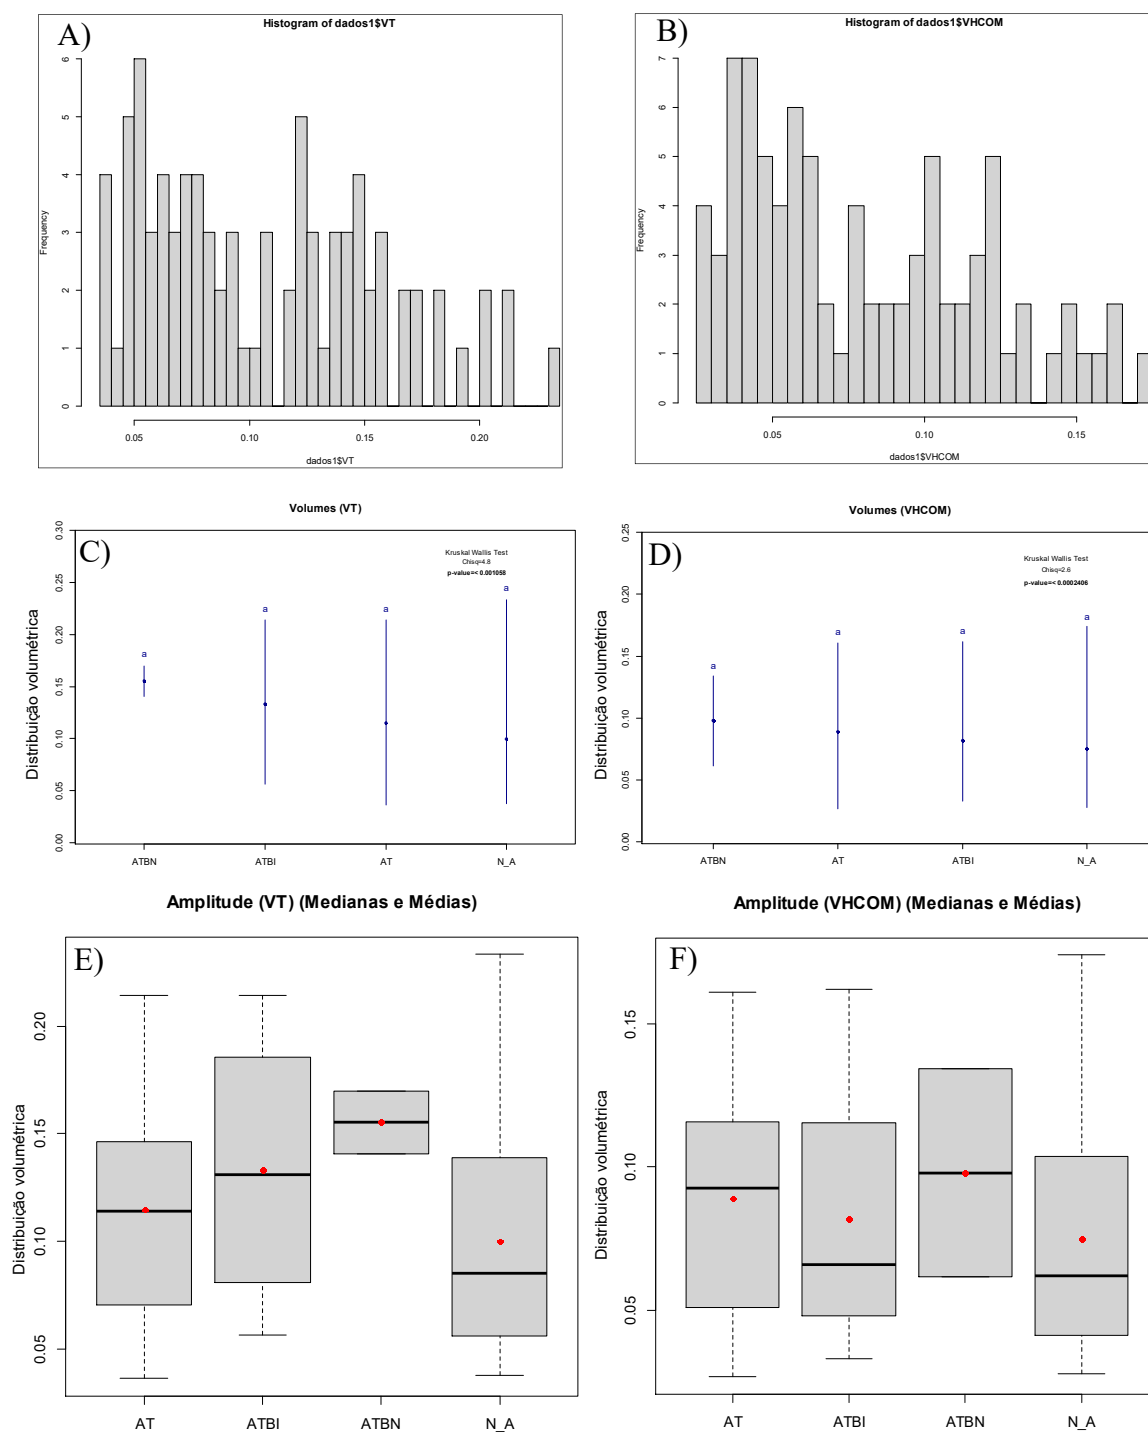 A)
Histogram of dados1$VT
Frequency
0
1
2
3
4
5
6
0.05
0.10
0.15
0.20
dados1$VT
B)
Histogram of dados1$VHCOM
Frequency
0
1
2
3
4
5
6
7
0.05
0.10
0.15
dados1$VHCOM
Volumes (VT)
C)
Kruskal Wallis Test
Chisq=4.8
p-value=< 0.001058
Distribuição volumétrica
0.00
0.05
0.10
0.15
0.20
0.25
0.30
a
a
a
a
ATBN
ATBI
AT
N_A
Volumes (VHCOM)
D)
Kruskal Wallis Test
Chisq=2.6
p-value=< 0.0002406
Distribuição volumétrica
0.00
0.05
0.10
0.15
0.20
0.25
a
a
a
a
ATBN
AT
ATBI
N_A
Amplitude (VT) (Medianas e Médias)
E)
Distribuição volumétrica
0.05
0.10
0.15
0.20
AT
ATBI
ATBN
N_A
Amplitude (VHCOM) (Medianas e Médias)
F)
Distribuição volumétrica
0.05
0.10
0.15
AT
ATBI
ATBN
N_A